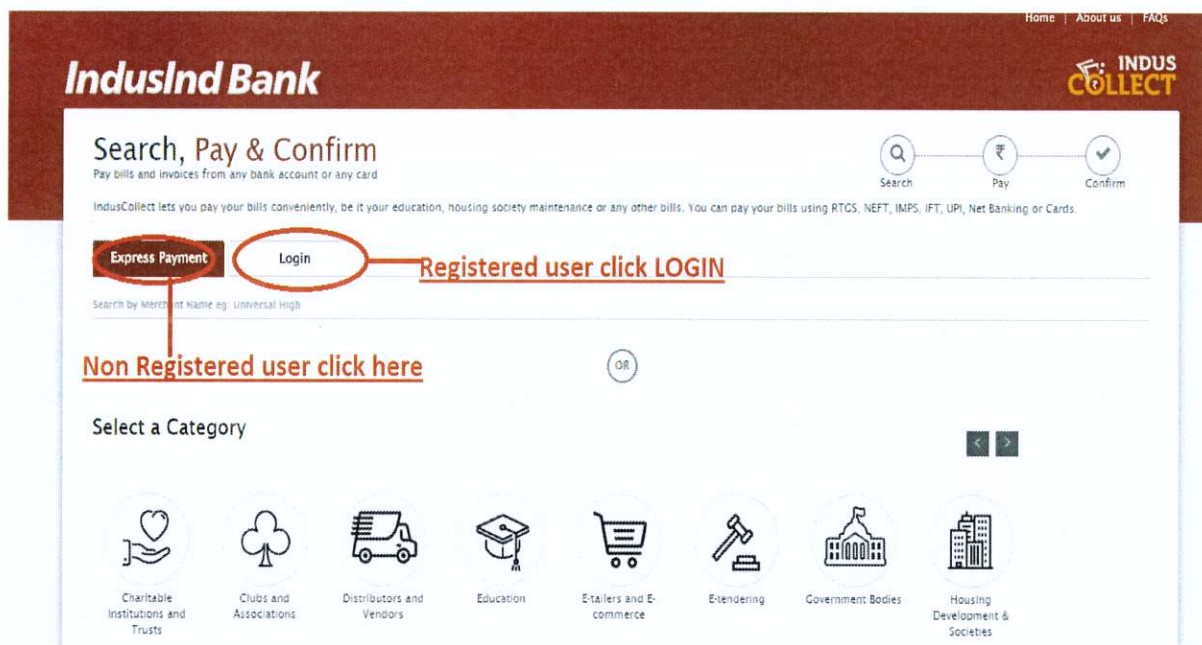 Home | About us | FAQs
IndusInd Bank
INDUS
COLLECT
Search, Pay & Confirm
Pay bills and invoices from any bank account or any card
Search
₹
Pay
Confirm
IndusCollect lets you pay your bills conveniently, be it your education, housing society maintenance or any other bills. You can pay your bills using RTGS, NEFT, IMPS, IFT, UPI, Net Banking or Cards.
Express Payment
Login
Registered user click LOGIN
Search by Merchant Name eg: Universal High
Non Registered user click here
OR
Select a Category
< >
Charitable
Institutions and
Trusts
Clubs and
Associations
Distributors and
Vendors
Education
E-tailers and E-
commerce
E-tendering
Government Bodies
Housing
Development &
Societies